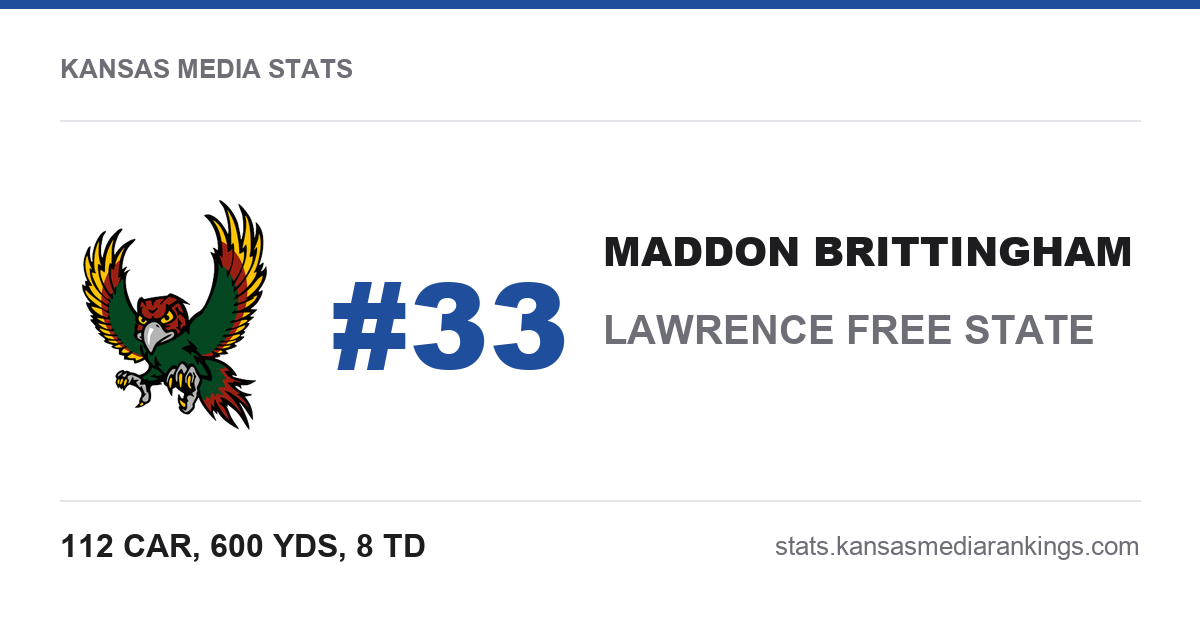 KANSAS MEDIA STATS
#33
MADDON BRITTINGHAM
LAWRENCE FREE STATE
112 CAR, 600 YDS, 8 TD
stats.kansasmediarankings.com